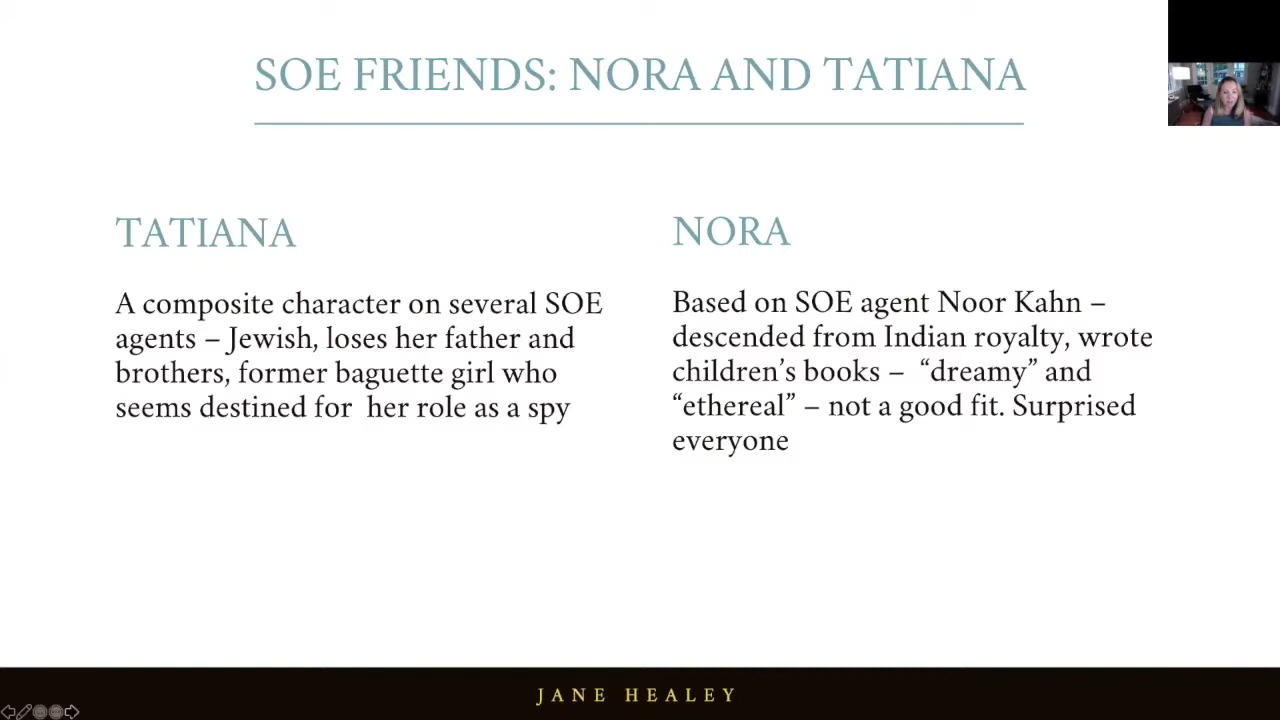 SOE FRIENDS: NORA AND TATIANA
TATIANA
A composite character on several SOE
agents – Jewish, loses her father and
brothers, former baguette girl who
seems destined for  her role as a spy
NORA
Based on SOE agent Noor Kahn –
descended from Indian royalty, wrote
children’s books –  “dreamy” and
“ethereal” – not a good fit. Surprised
everyone
JANE HEALEY